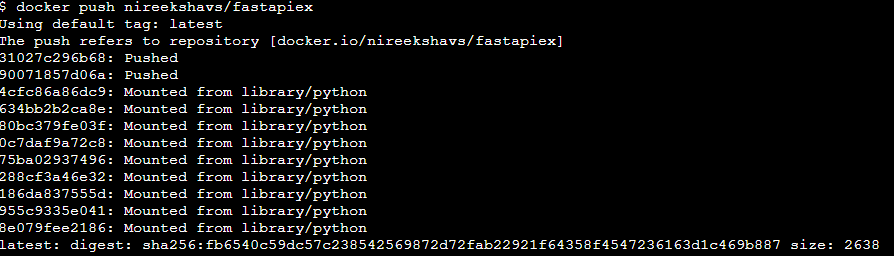 $ docker push nireekshavs/fastapiex
Using default tag: latest
The push refers to repository [docker.io/nireekshavs/fastapiex]
31027c296b68: Pushed
90071857d06a: Pushed
4cfc86a86dc9: Mounted from library/python
634bb2b2ca8e: Mounted from library/python
80bc379fe03f: Mounted from library/python
0c7daf9a72c8: Mounted from library/python
75ba02937496: Mounted from library/python
288cf3a46e32: Mounted from library/python
186da837555d: Mounted from library/python
955c9335e041: Mounted from library/python
8e079fee2186: Mounted from library/python
latest: digest: sha256:fb6540c59dc57c238542569872d72fab22921f64358f4547236163d1c469b887 size: 2638